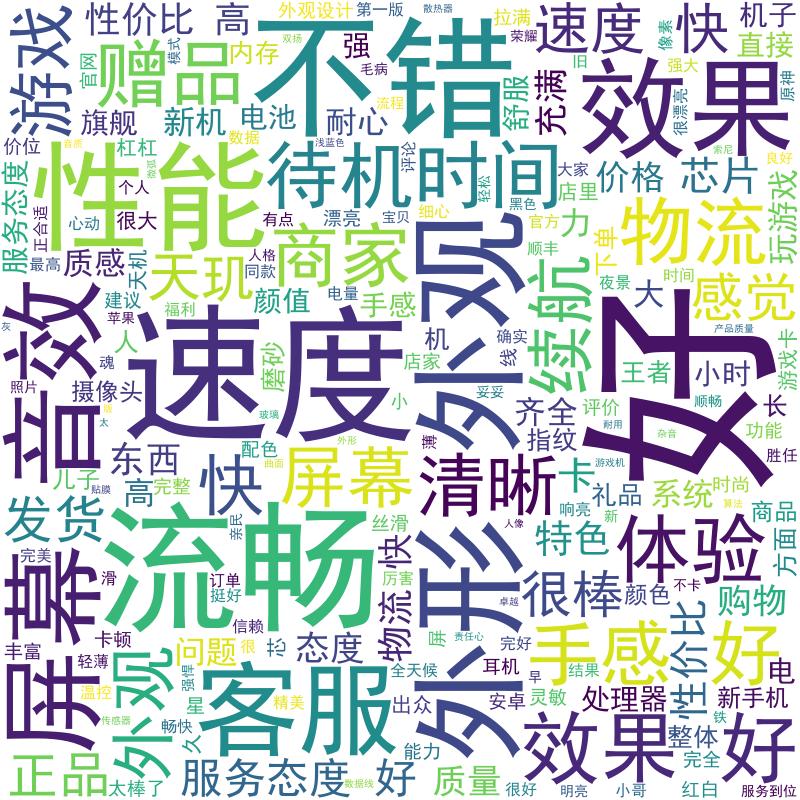 外观设计
第一版
散热器
性价比 高
拉满
荣耀
速度 快
机子
游戏
官网
模式
双扬
赠品
内存
强
毛病
不错
舒服
充满
像素
旧
直接
强大
原神
旗舰
新机
电池
耐心
流程
效果
很漂亮
价位
音质
杠杠
数据
浅蓝色
评论
索尼
良好
服务态度
性能
待机时间
轻松
大家
店里
价格
芯片
玩游戏
个人
正合适
心动
很大
有点
漂亮
宝贝
细心
黑色
官方
力
下单
物流
最高
质感
天机
天玑
商家
人格
同款
外观
顺丰
续航
夜景
时间
大
感觉
建议
福利
颜值
电量
手感
灰
苹果
音效
人
魂
速度
磨砂
机
线
确实
店家
好
产品质量
游戏卡
王者
小时
照片
摄像头
太
玻璃
小
妥妥
顺畅
长
齐全
评价
耐用
功能
外形
薄
指纹
杂音
胜任
东西
配色
儿子
高
完整
贴膜
快
曲面
屏幕
清晰
卡
游戏机
礼品
系统
时尚
算法
响亮
新
商品
发货
亲民
流畅
丝滑
人像
特色
体验
方面
完美
屏幕
滑
订单
挺好
物流 快
厉害
外形
卓越
很棒
颜色
不卡
购物
丰富
卡顿
信赖
轻薄
问题
很
态度
屏
责任心
完好
手感 好
性价比
温控
外观
强悍
星
客服
精美
全天候
出众
耳机
早
结果
安卓
灵敏
处理器
新手机
电
传感器
畅快
久
能力
效果 好
铁
整体
正品
太棒了
服务态度 好
数据线
质量
很好
明亮
小哥
完全
红白
服务到位